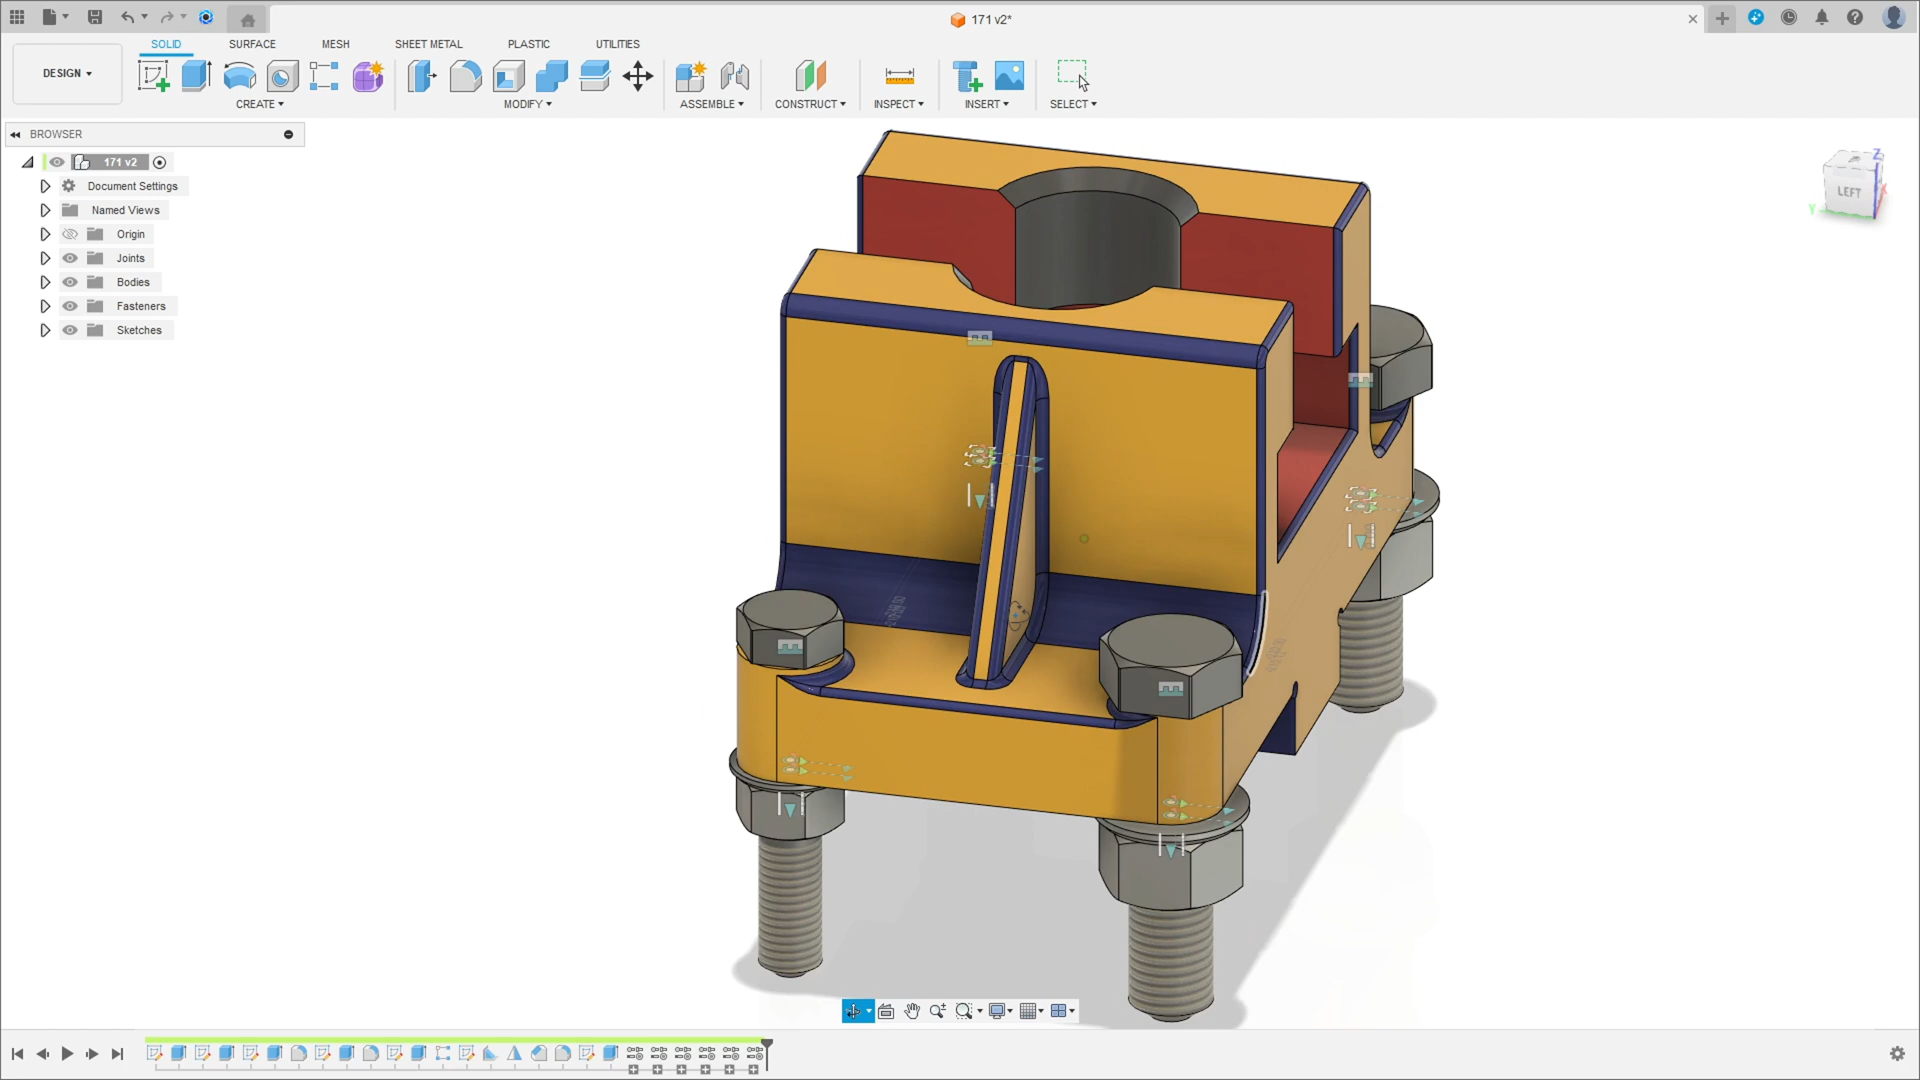 171 v2*
SOLID SURFACE MESH SHEET METAL PLASTIC UTILITIES
DESIGN
CREATE MODIFY ASSEMBLE CONSTRUCT INSPECT INSERT SELECT
BROWSER
171 v2
Document Settings
Named Views
Origin
Joints
Bodies
Fasteners
Sketches
Z
LEFT
Y